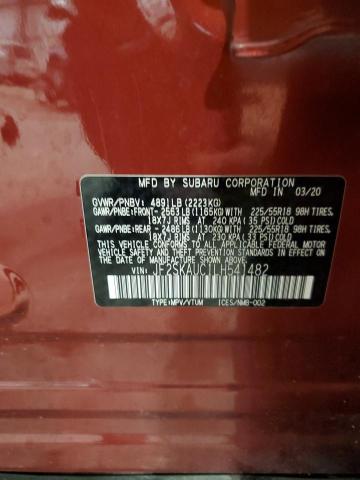 MFD BY SUBARU CORPORATION
MADE IN 03/20
GVWR/PNBV: 4891LB (2223KG)
GAWR/PNBE:FRONT- 2563LB(1165KG)WITH 225/55R18 98H TIRES,
18X7J RIMS AT 240 KPA(35 PSI)COLD
GAWR/PNBE:REAR- 2486LB(1130KG)WITH 225/55R18 98H TIRES,
18X7J RIMS AT 230 KPA(33 PSI)COLD
THIS VEHICLE CONFORMS TO ALL APPLICABLE FEDERAL MOTOR
VEHICLE SAFETY BUMPER, AND THEFT PREVENTION STANDARDS
IN EFFECT ON THE DATE OF MANUFACTURE SHOWN ABOVE.
VIN: JF2SKAUC1LH541482
TYPE:MPV/VTUM ICES/NMB-002